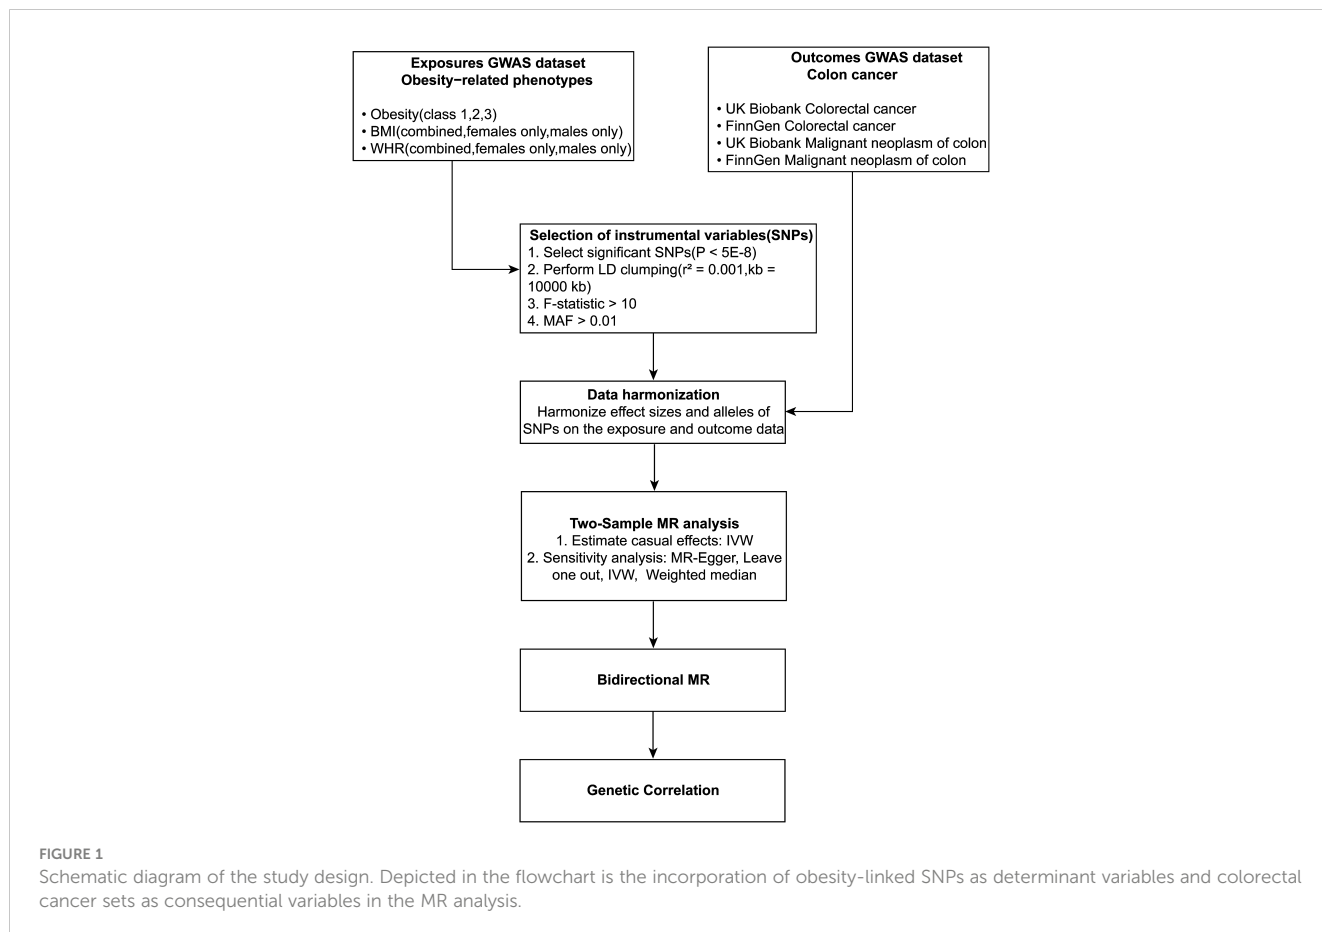 Exposures GWAS dataset
Obesity−related phenotypes
• Obesity(class 1,2,3)
• BMI(combined,females only,males only)
• WHR(combined,females only,males only)
Outcomes GWAS dataset
Colon cancer
• UK Biobank Colorectal cancer
• FinnGen Colorectal cancer
• UK Biobank Malignant neoplasm of colon
• FinnGen Malignant neoplasm of colon
Selection of instrumental variables(SNPs)
1. Select significant SNPs(P < 5E-8)
2. Perform LD clumping(r² = 0.001,kb =
10000 kb)
3. F-statistic > 10
4. MAF > 0.01
Data harmonization
Harmonize effect sizes and alleles of
SNPs on the exposure and outcome data
Two-Sample MR analysis
1. Estimate casual effects: IVW
2. Sensitivity analysis: MR-Egger, Leave
one out, IVW, Weighted median
Bidirectional MR
Genetic Correlation
FIGURE 1
Schematic diagram of the study design. Depicted in the flowchart is the incorporation of obesity-linked SNPs as determinant variables and colorectal
cancer sets as consequential variables in the MR analysis.